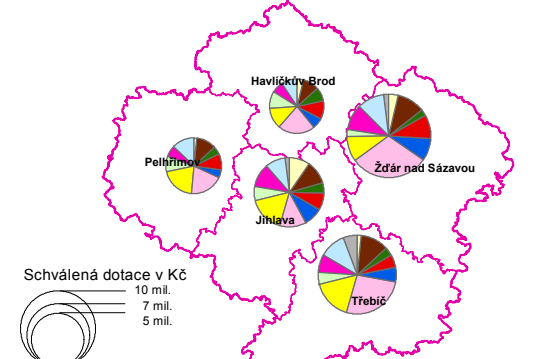 Havlíčkův Brod
Pelhřimov
Žďár nad Sázavou
Jihlava
Třebíč
Schválená dotace v Kč
10 mil.
7 mil.
5 mil.